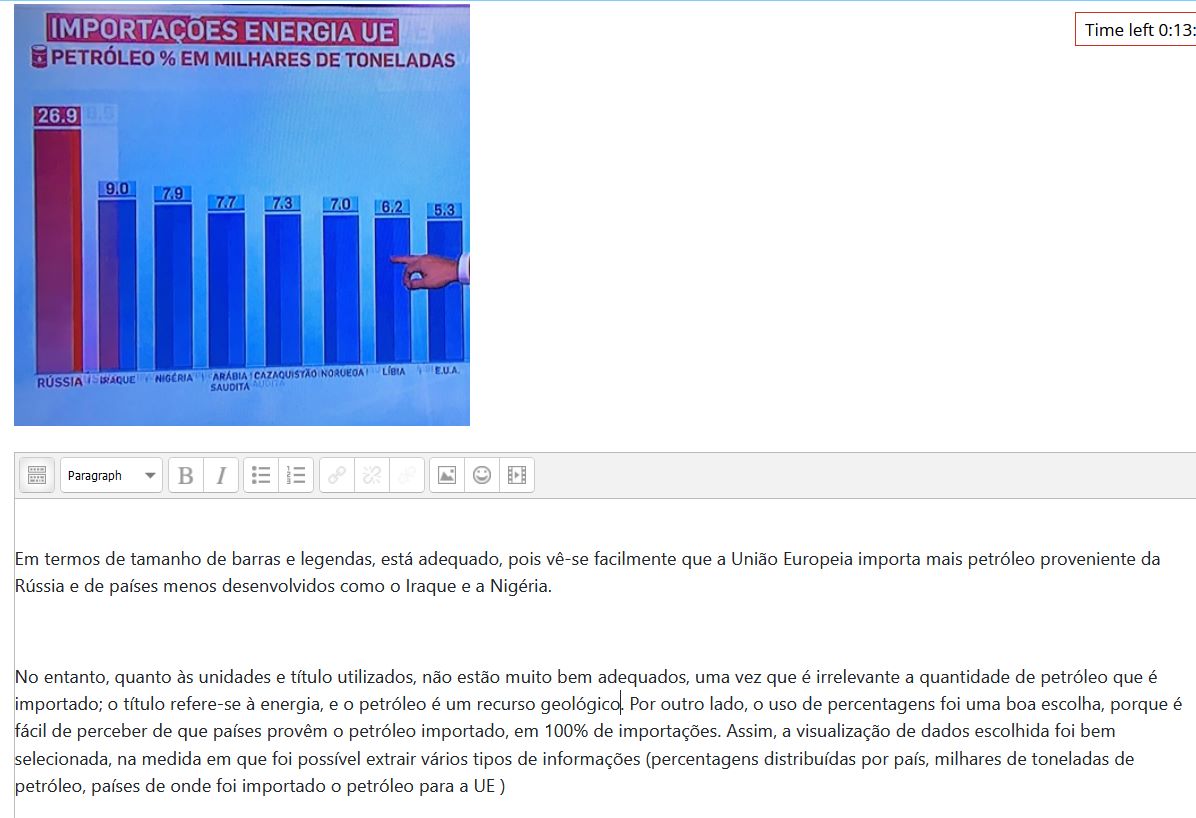 IMPORTAÇÕES ENERGIA UE
Time left 0:13:
PETRÓLEO % EM MILHARES DE TONELADAS
26.9
9.0
7.9
7.7
7.3
7.0
6.2
5.3
RÚSSIA
IRAQUE
NIGÉRIA
ARÁBIA SAUDITA
CAZAQUISTÃO
NORUEGA
LÍBIA
E.U.A.
Paragraph
B
I
Em termos de tamanho de barras e legendas, está adequado, pois vê-se facilmente que a União Europeia importa mais petróleo proveniente da
Rússia e de países menos desenvolvidos como o Iraque e a Nigéria.
No entanto, quanto às unidades e título utilizados, não estão muito bem adequados, uma vez que é irrelevante a quantidade de petróleo que é
importado; o título refere-se à energia, e o petróleo é um recurso geológico. Por outro lado, o uso de percentagens foi uma boa escolha, porque é
fácil de perceber de que países provêm o petróleo importado, em 100% de importações. Assim, a visualização de dados escolhida foi bem
selecionada, na medida em que foi possível extrair vários tipos de informações (percentagens distribuídas por país, milhares de toneladas de
petróleo, países de onde foi importado o petróleo para a UE )